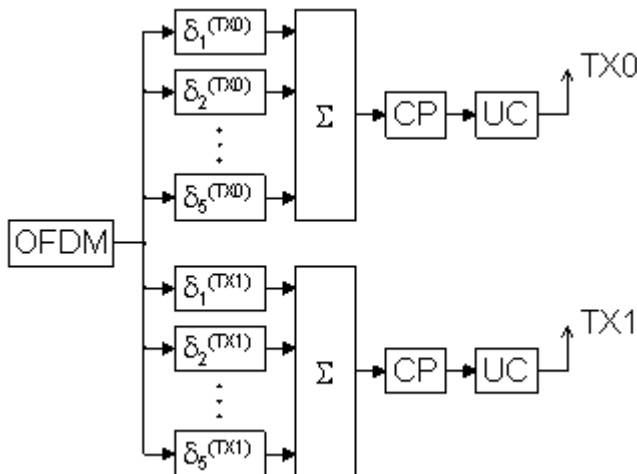 δ₁⁽ᵀˣ⁰⁾
δ₂⁽ᵀˣ⁰⁾
⋮
δ₅⁽ᵀˣ⁰⁾
Σ
CP
UC
TX0
OFDM
δ₁⁽ᵀˣ¹⁾
δ₂⁽ᵀˣ¹⁾
⋮
δ₅⁽ᵀˣ¹⁾
Σ
CP
UC
TX1